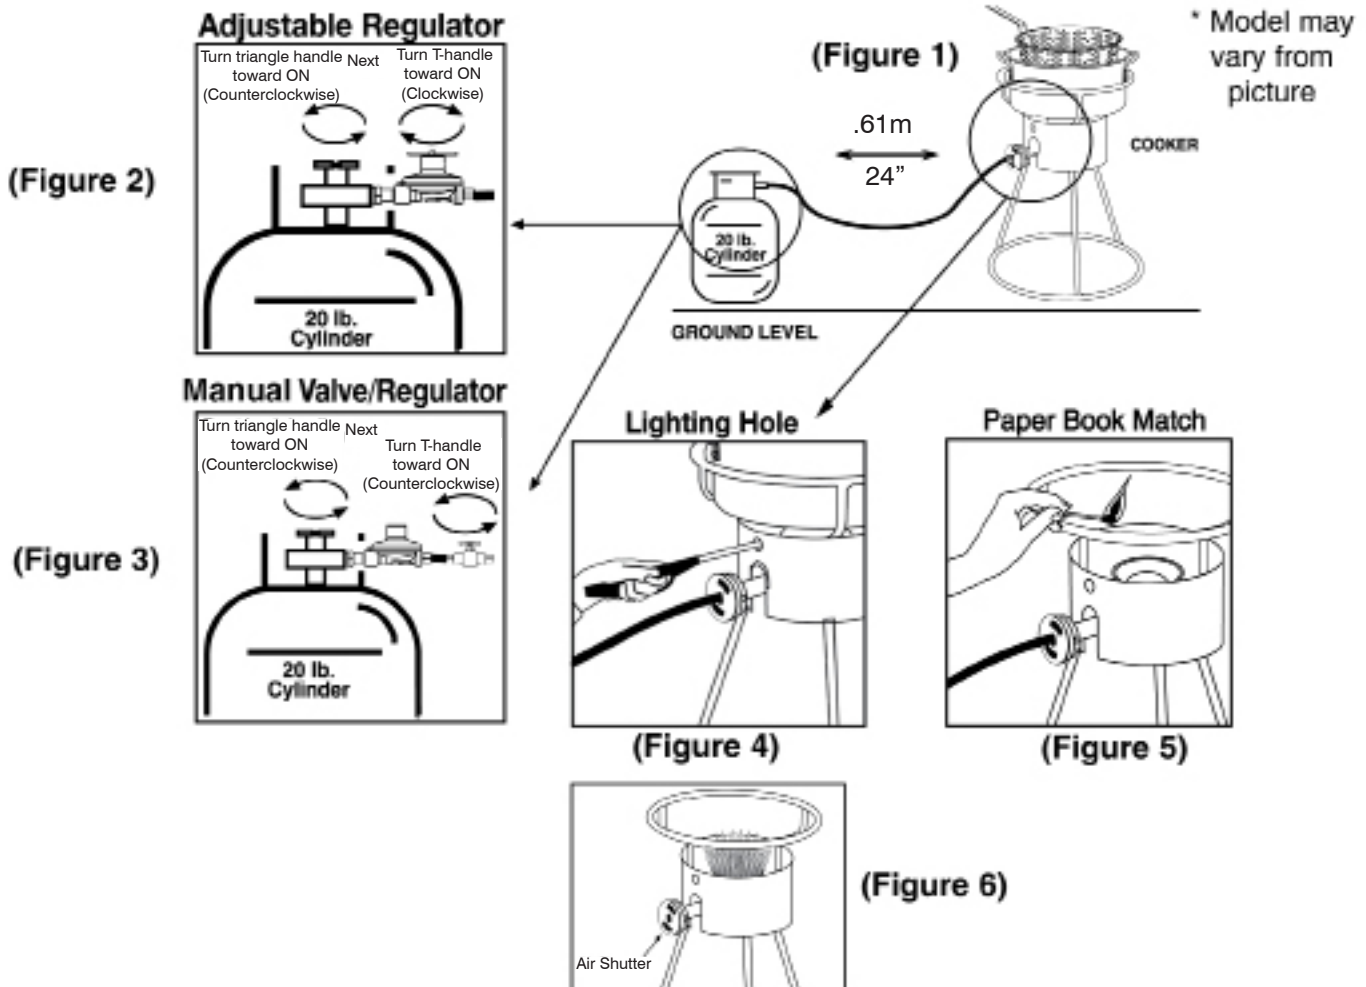 Adjustable Regulator
Turn triangle handle
toward ON
(Counterclockwise)
Next
Turn T-handle
toward ON
(Clockwise)
(Figure 2)
20 lb.
Cylinder
(Figure 1)
* Model may
vary from
picture
.61m
24”
COOKER
20 lb.
Cylinder
GROUND LEVEL
Manual Valve/Regulator
Turn triangle handle
toward ON
(Counterclockwise)
Next
Turn T-handle
toward ON
(Counterclockwise)
(Figure 3)
20 lb.
Cylinder
Lighting Hole
(Figure 4)
Paper Book Match
(Figure 5)
(Figure 6)
Air Shutter